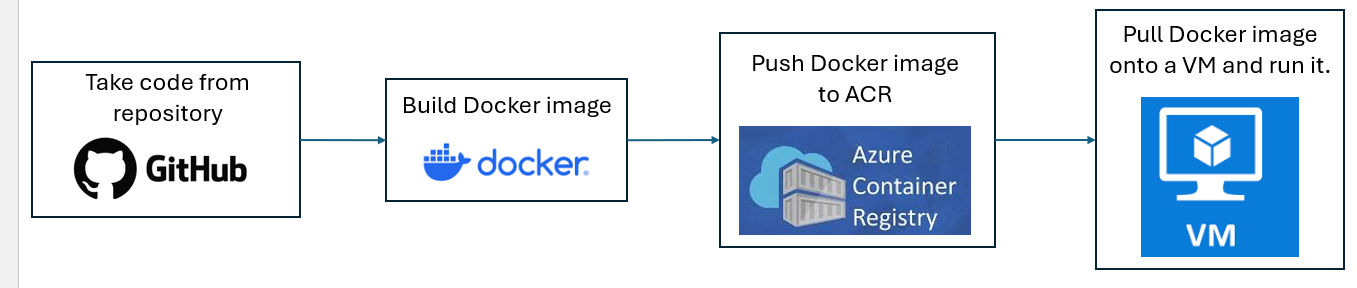 Take code from
repository
GitHub
Build Docker image
docker
Push Docker image
to ACR
Azure
Container
Registry
Pull Docker image
onto a VM and run it.
VM